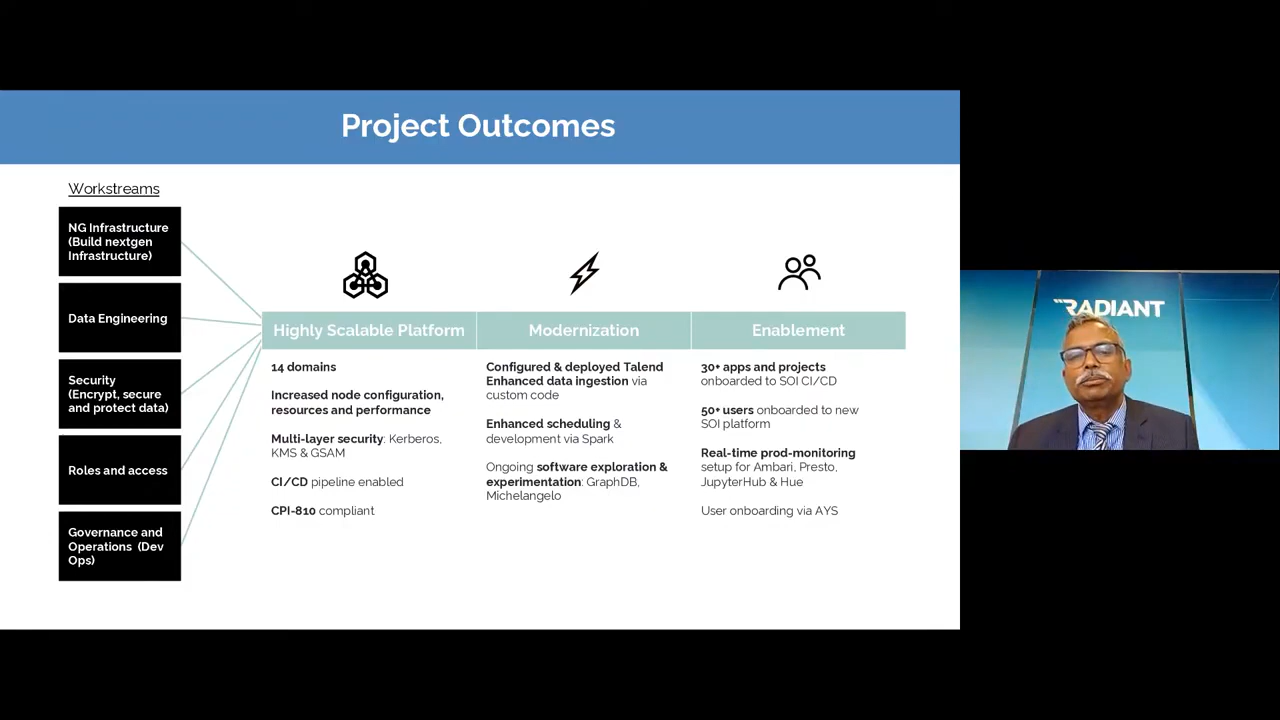 Project Outcomes
Workstreams
NG Infrastructure
(Build nextgen
Infrastructure)
Data Engineering
Security
(Encrypt, secure
and protect data)
Roles and access
Governance and
Operations (Dev
Ops)
Highly Scalable Platform
14 domains
Increased node configuration,
resources and performance
Multi-layer security: Kerberos,
KMS & GSAM
CI/CD pipeline enabled
CPI-810 compliant
Modernization
Configured & deployed Talend
Enhanced data ingestion via
custom code
Enhanced scheduling &
development via Spark
Ongoing software exploration &
experimentation: GraphDB,
Michelangelo
Enablement
30+ apps and projects
onboarded to SOI CI/CD
50+ users onboarded to new
SOI platform
Real-time prod-monitoring
setup for Ambari, Presto,
JupyterHub & Hue
User onboarding via AYS
RADIANT